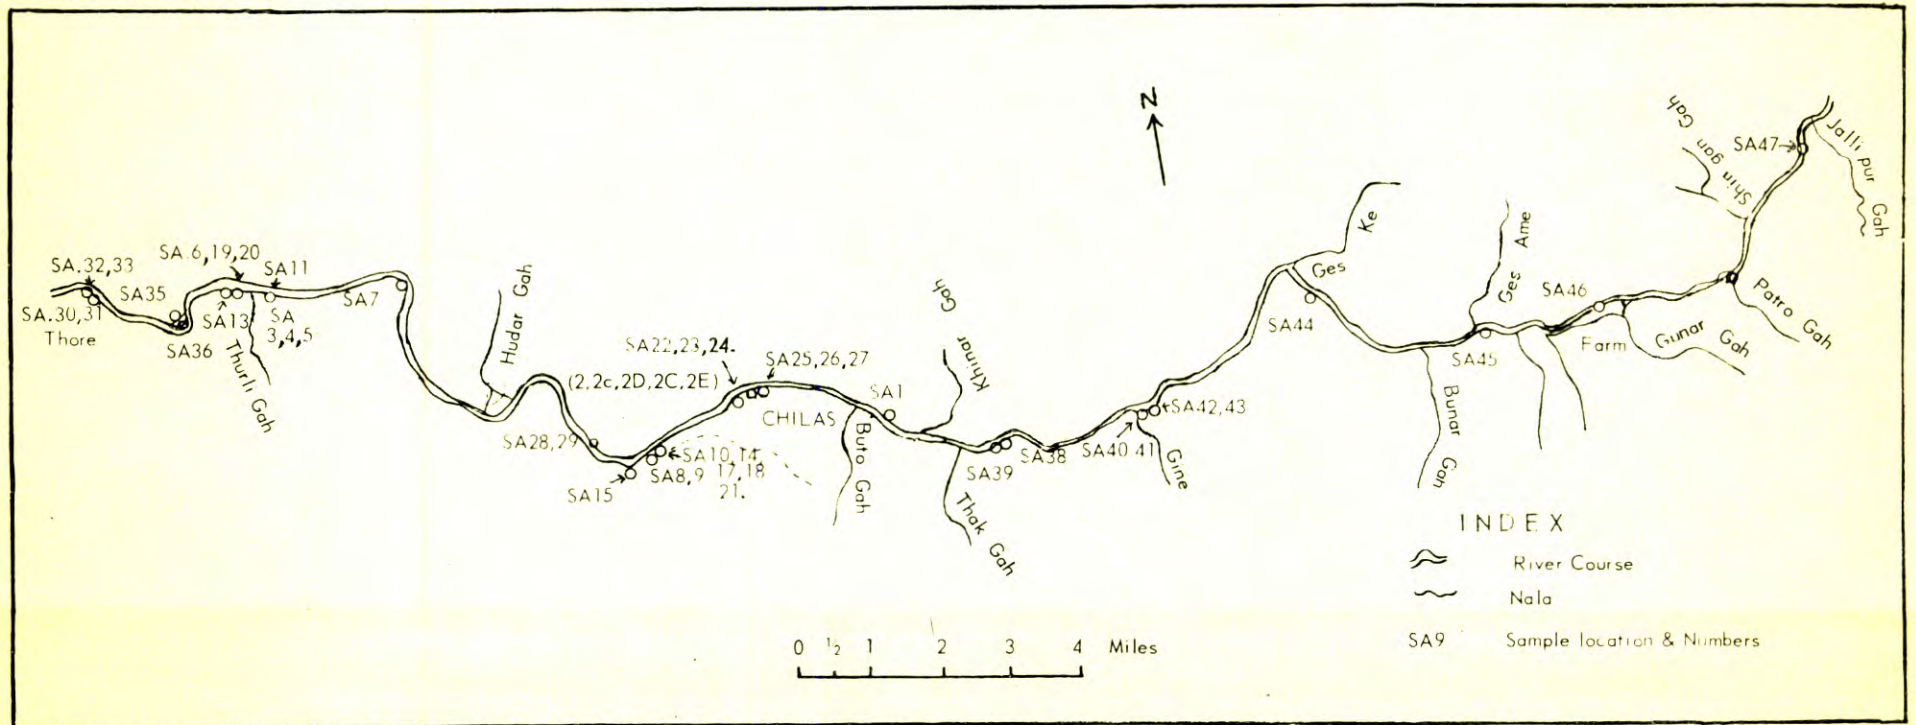 N
Jalli pur Gah
SA47
Shin gan Gah
Patro Gah
Ke
Ges
Ges Ame
SA46
SA44
SA45
Farm
Gunar Gah
Bunar Gah
SA.32,33
SA.6,19,20
SA11
SA35
SA7
SA.30,31
Thore
SA13
SA
3,4,5
SA36
Thurli Gah
Hudar Gah
SA22,23,24.
SA25,26,27
(2,2c,2D,2C,2E)
CHILAS
SA1
Khinar Gah
Buto Gah
SA28,29
SA10,14,
SA8,9 17,18
21.
SA15
SA39
SA38
Thak Gah
SA40 41
SA42,43
Gine
INDEX
River Course
Nala
SA9 Sample location & Numbers
0 1/2 1 2 3 4 Miles